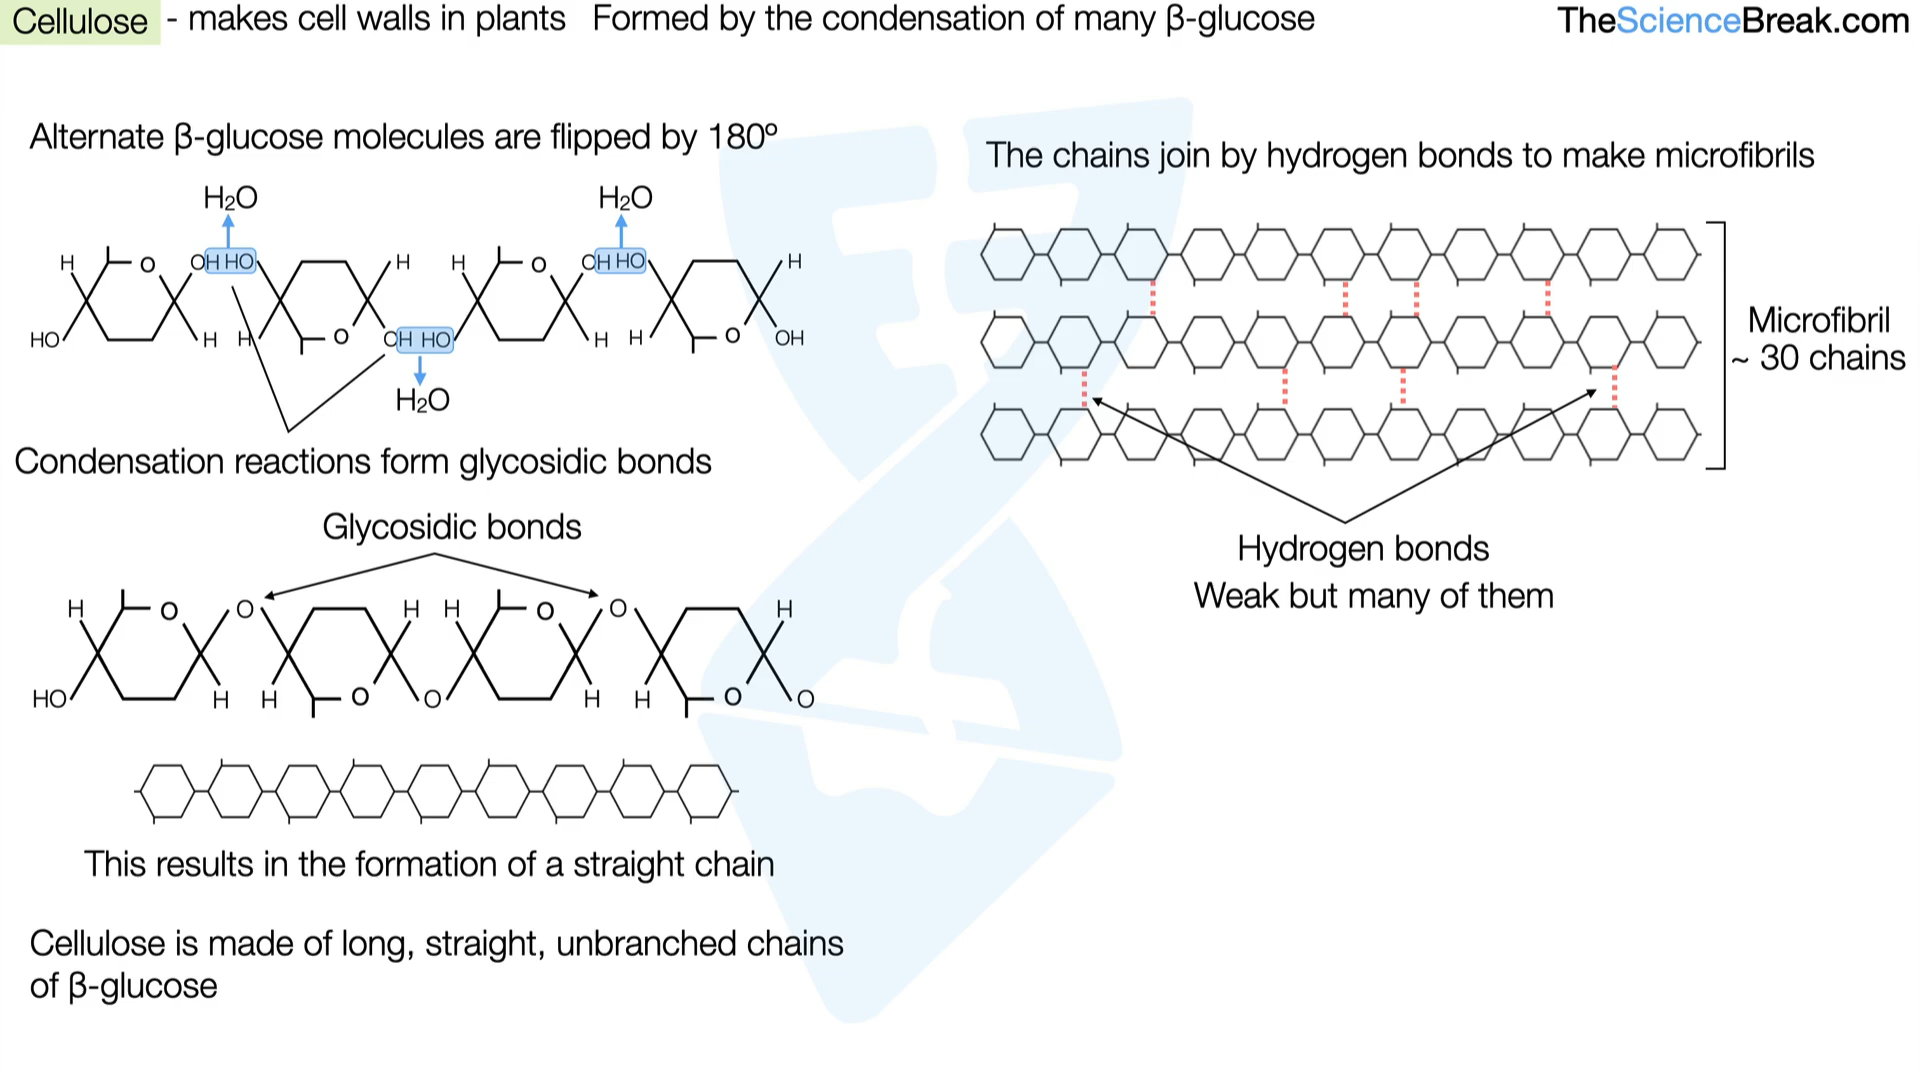 Cellulose - makes cell walls in plants Formed by the condensation of many β-glucose
TheScienceBreak.com
Alternate β-glucose molecules are flipped by 180º
H₂O H₂O
H O OH HO H H O OH HO H
HO H H O OH HO H H O OH
H₂O
Condensation reactions form glycosidic bonds
Glycosidic bonds
H O O H H O O H
HO H H O O H H O O
This results in the formation of a straight chain
Cellulose is made of long, straight, unbranched chains
of β-glucose
The chains join by hydrogen bonds to make microfibrils
Microfibril
~ 30 chains
Hydrogen bonds
Weak but many of them